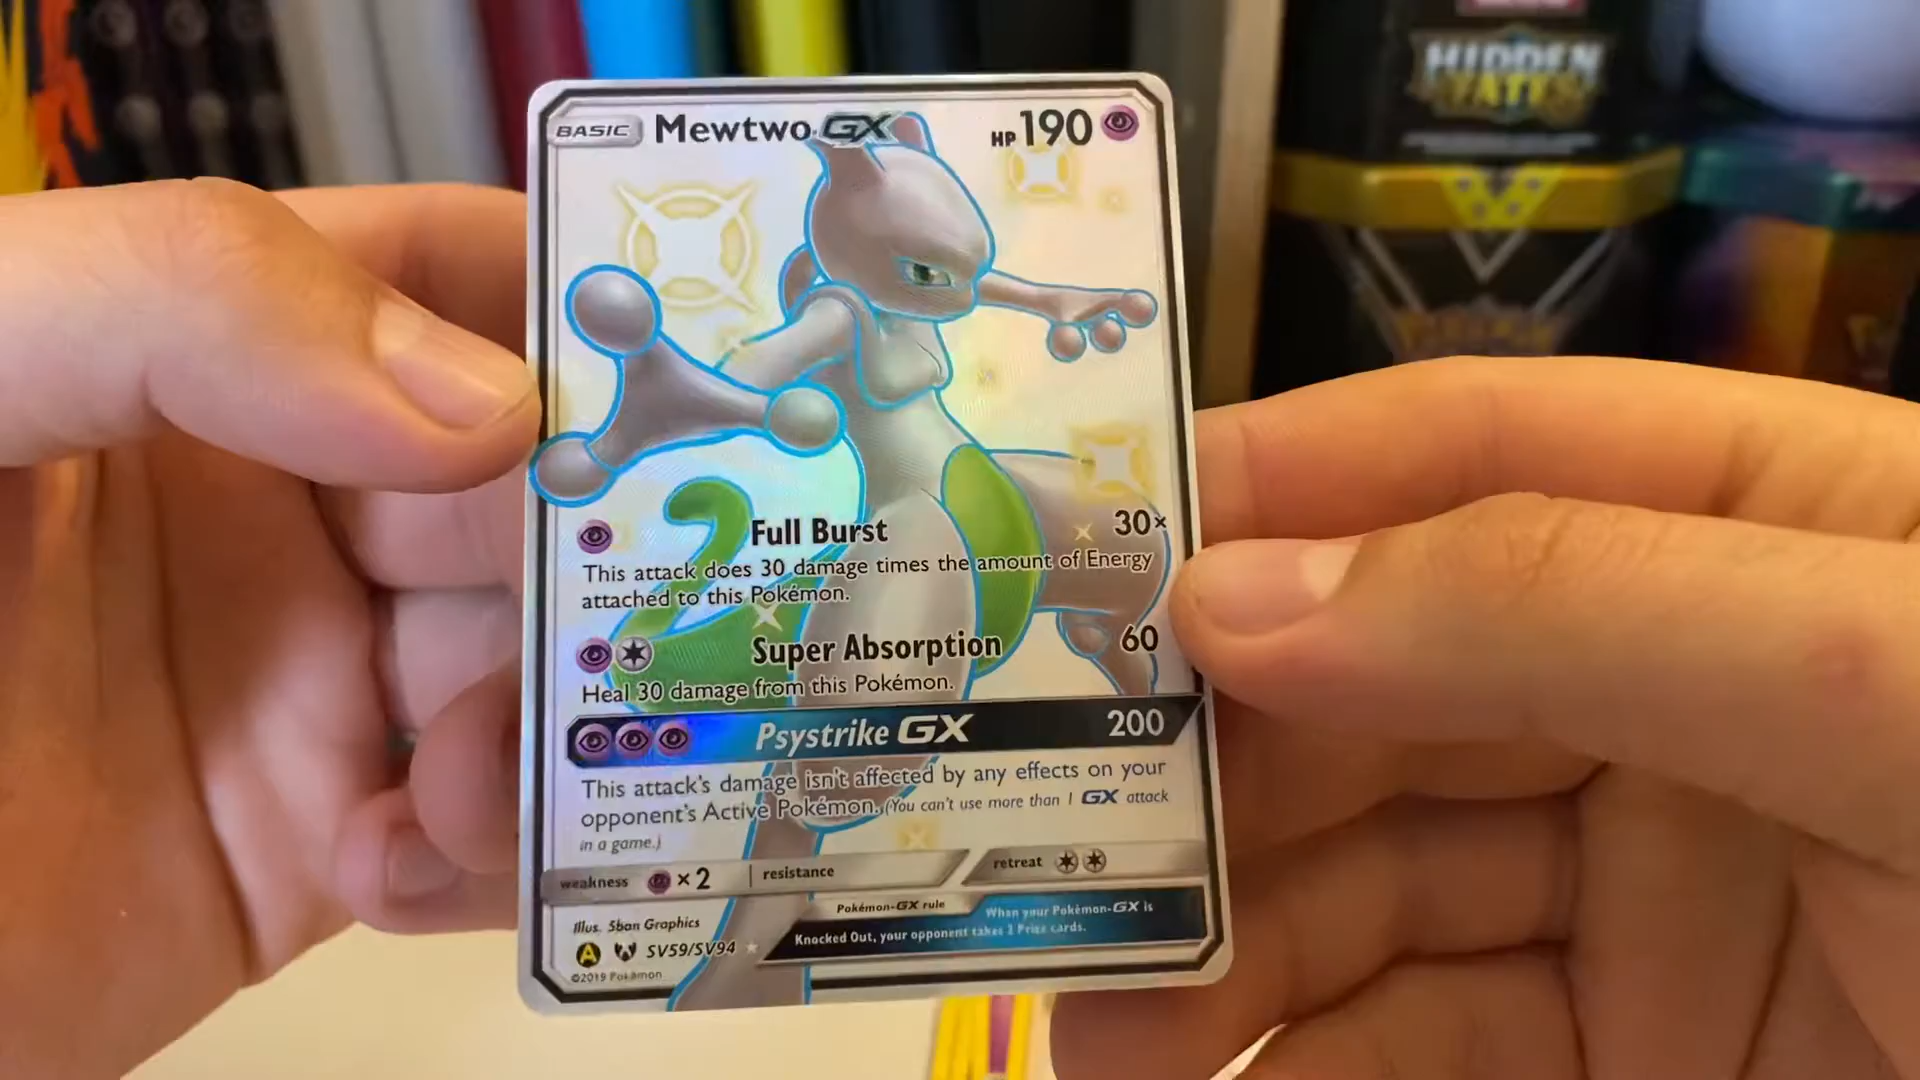 HIDDEN
FATES
BASIC Mewtwo GX HP 190
Full Burst 30×
This attack does 30 damage times the amount of Energy
attached to this Pokémon.
Super Absorption 60
Heal 30 damage from this Pokémon.
Psystrike GX 200
This attack's damage isn't affected by any effects on your
opponent's Active Pokémon. (You can't use more than 1 GX attack
in a game.)
weakness ×2 resistance retreat
Illus. 5ban Graphics
Pokémon-GX rule When your Pokémon-GX is
Knocked Out, your opponent takes 2 Prize cards.
A SV59/SV94
©2019 Pokémon